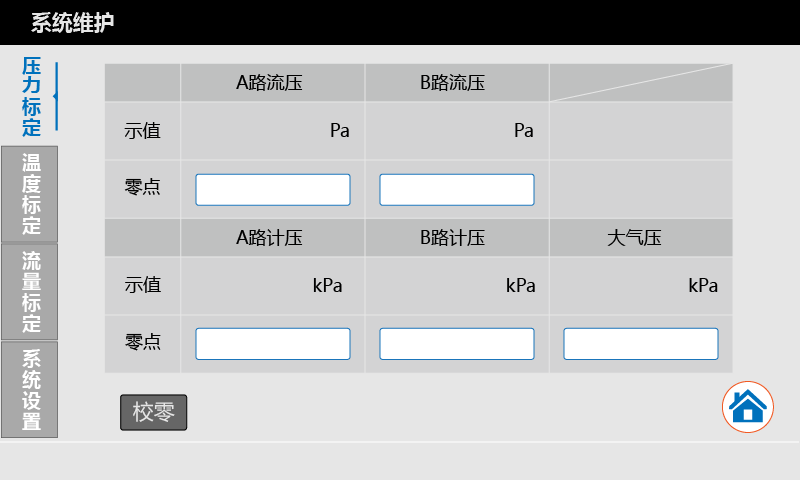 系统维护
压力标定
温度标定
流量标定
系统设置
A路流压 B路流压
示值 Pa Pa
零点
A路计压 B路计压 大气压
示值 kPa kPa kPa
零点
校零